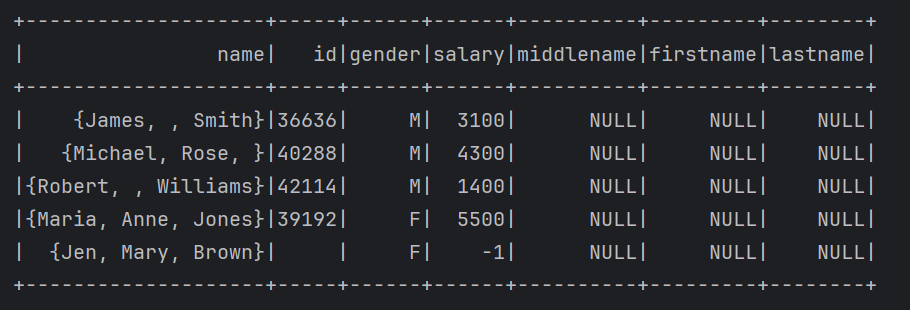 +--------------------+-----+------+------+----------+---------+--------+
|                name|   id|gender|salary|middlename|firstname|lastname|
+--------------------+-----+------+------+----------+---------+--------+
|    {James, , Smith}|36636|     M|  3100|      NULL|     NULL|    NULL|
|   {Michael, Rose, }|40288|     M|  4300|      NULL|     NULL|    NULL|
|{Robert, , Williams}|42114|     M|  1400|      NULL|     NULL|    NULL|
|{Maria, Anne, Jones}|39192|     F|  5500|      NULL|     NULL|    NULL|
|  {Jen, Mary, Brown}|     |     F|    -1|      NULL|     NULL|    NULL|
+--------------------+-----+------+------+----------+---------+--------+